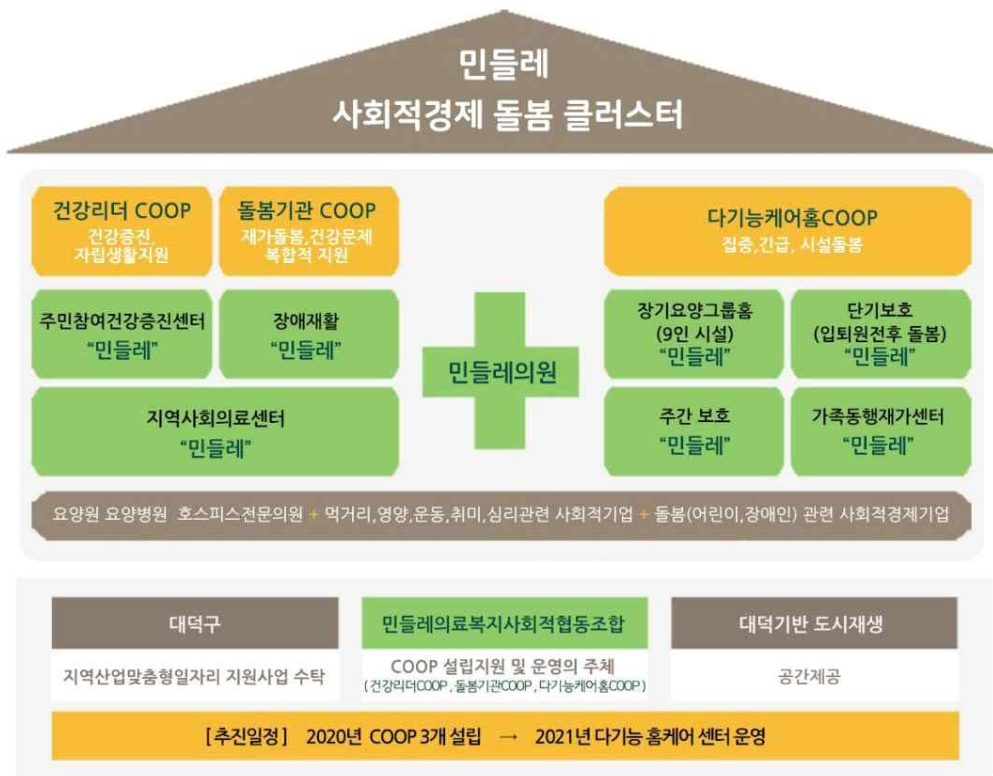 민들레
사회적경제 돌봄 클러스터
건강리더 COOP
건강증진,
자립생활지원
돌봄기관 COOP
재가돌봄,건강문제
복합적 지원
다기능케어홈COOP
집중,긴급, 시설돌봄
주민참여건강증진센터
“민들레”
장애재활
“민들레”
지역사회의료센터
“민들레”
민들레의원
장기요양그룹홈
(9인 시설)
“민들레”
단기보호
(입퇴원전후 돌봄)
“민들레”
주간 보호
“민들레”
가족동행재가센터
“민들레”
요양원 요양병원 호스피스전문의원 + 먹거리,영양,운동,취미,심리관련 사회적기업 + 돌봄(어린이,장애인) 관련 사회적경제기업
대덕구
지역산업맞춤형일자리 지원사업 수탁
민들레의료복지사회적협동조합
COOP 설립지원 및 운영의 주체
(건강리더COOP, 돌봄기관COOP, 다기능케어홈COOP)
대덕기반 도시재생
공간제공
[추진일정] 2020년 COOP 3개 설립 → 2021년 다기능 홈케어 센터 운영